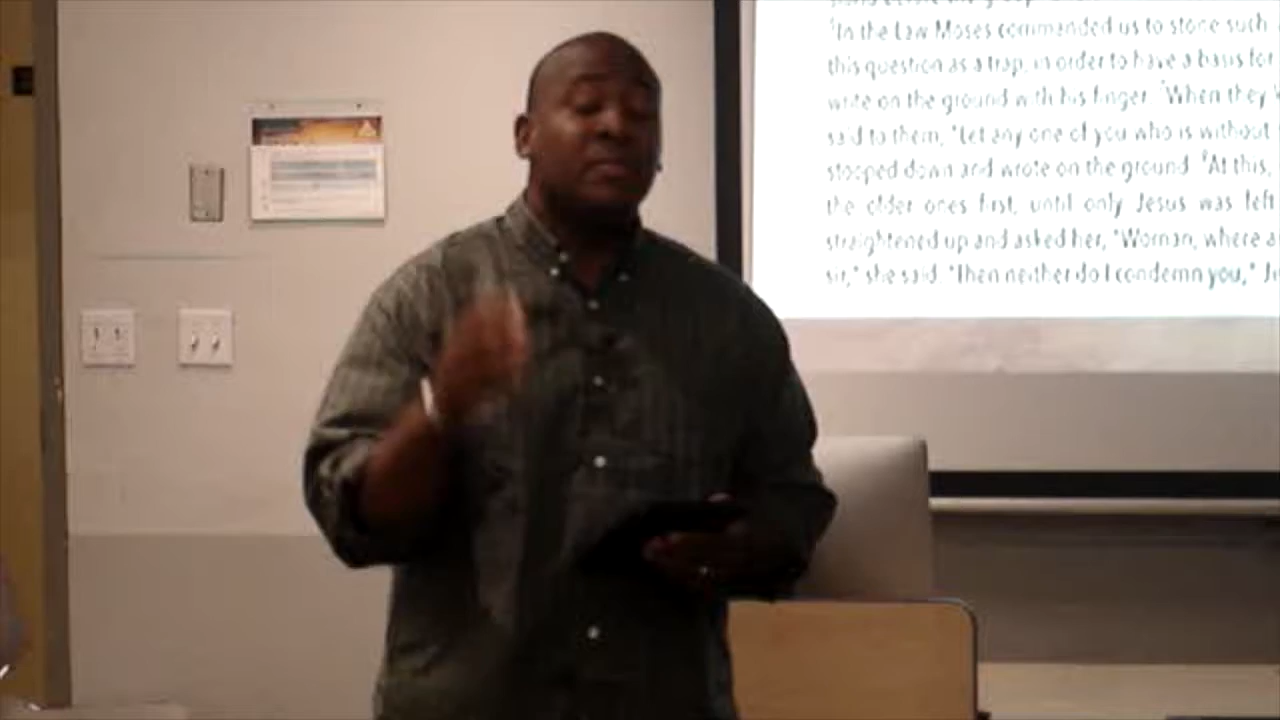 5In the Law Moses commanded us to stone such
this question as a trap, in order to have a basis for
write on the ground with his finger. 7When they
said to them, "Let any one of you who is without
stooped down and wrote on the ground. 9At this,
the older ones first, until only Jesus was left
straightened up and asked her, "Woman, where a
sir," she said. "Then neither do I condemn you," Je